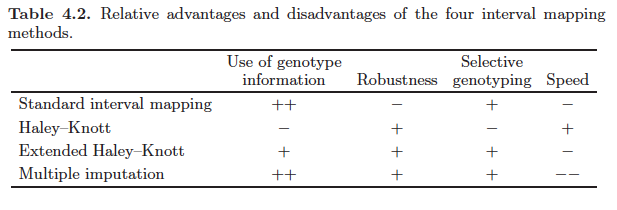 Table 4.2. Relative advantages and disadvantages of the four interval mapping
methods.
Use of genotype Selective
information Robustness genotyping Speed
Standard interval mapping ++ − + −
Haley–Knott − + − +
Extended Haley–Knott + + + −
Multiple imputation ++ + + −−